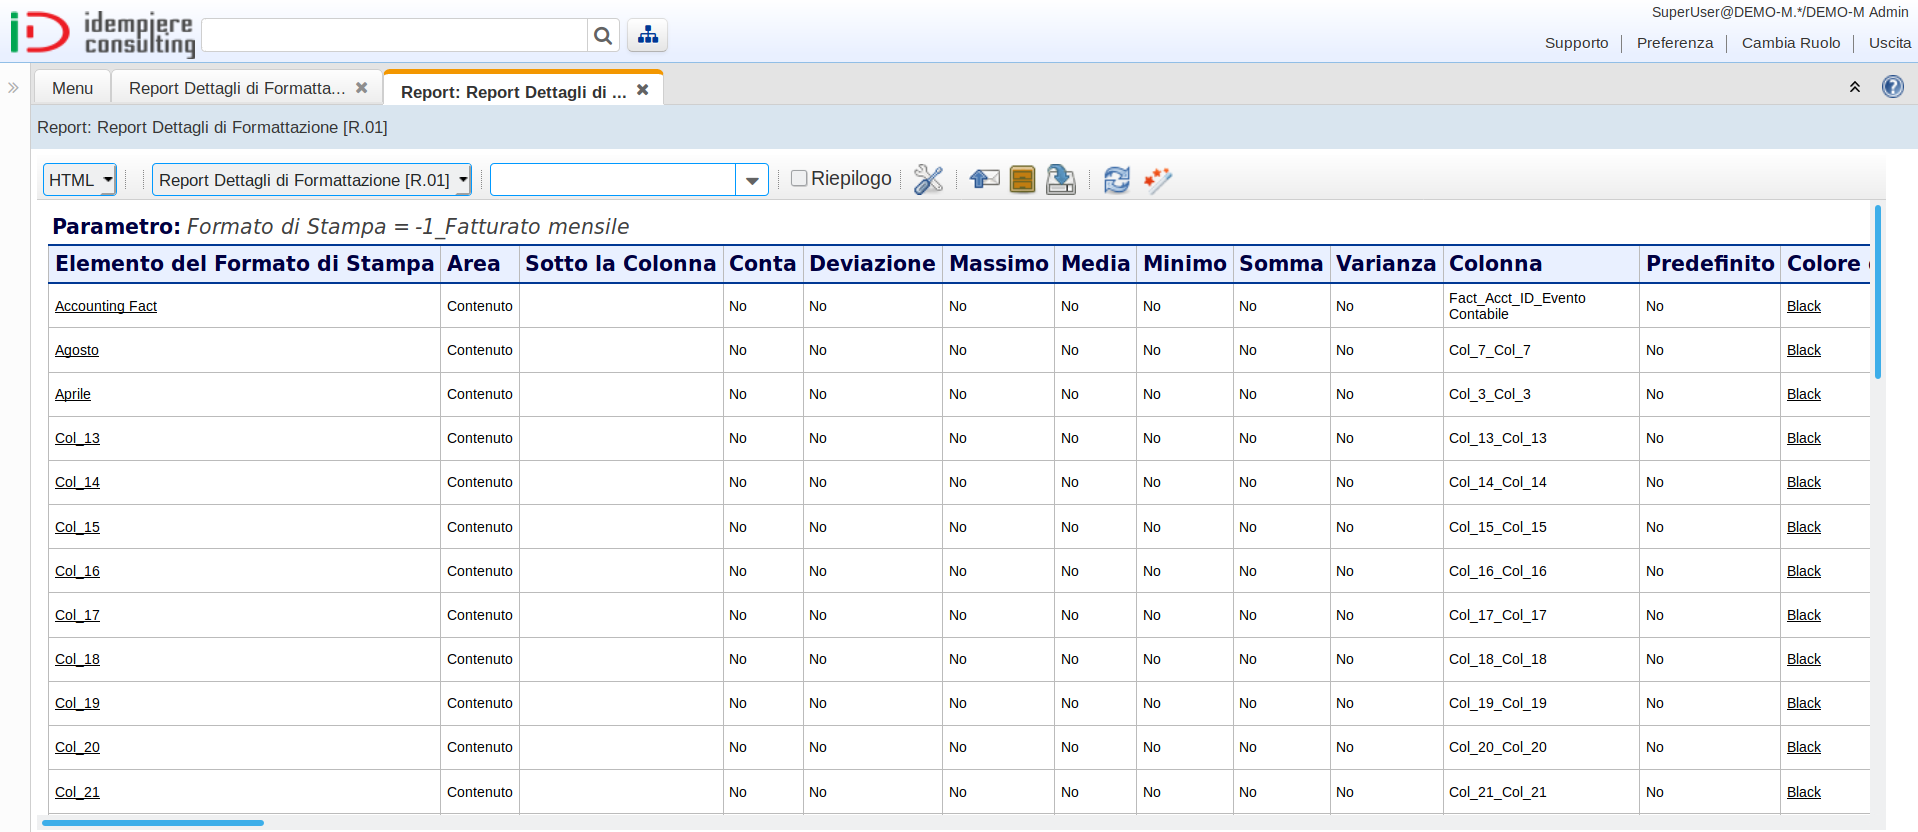 SuperUser@DEMO-M.*/DEMO-M Admin
idempiere
consulting
Supporto Preferenza Cambia Ruolo Uscita
Menu Report Dettagli di Formatta... Report: Report Dettagli di ...
Report: Report Dettagli di Formattazione [R.01]
HTML Report Dettagli di Formattazione [R.01] Riepilogo
Parametro: Formato di Stampa = -1_Fatturato mensile
Elemento del Formato di Stampa Area Sotto la Colonna Conta Deviazione Massimo Media Minimo Somma Varianza Colonna Predefinito Colore
Accounting Fact Contenuto No No No No No No No Fact_Acct_ID_Evento Contabile No Black
Agosto Contenuto No No No No No No No Col_7_Col_7 No Black
Aprile Contenuto No No No No No No No Col_3_Col_3 No Black
Col_13 Contenuto No No No No No No No Col_13_Col_13 No Black
Col_14 Contenuto No No No No No No No Col_14_Col_14 No Black
Col_15 Contenuto No No No No No No No Col_15_Col_15 No Black
Col_16 Contenuto No No No No No No No Col_16_Col_16 No Black
Col_17 Contenuto No No No No No No No Col_17_Col_17 No Black
Col_18 Contenuto No No No No No No No Col_18_Col_18 No Black
Col_19 Contenuto No No No No No No No Col_19_Col_19 No Black
Col_20 Contenuto No No No No No No No Col_20_Col_20 No Black
Col_21 Contenuto No No No No No No No Col_21_Col_21 No Black